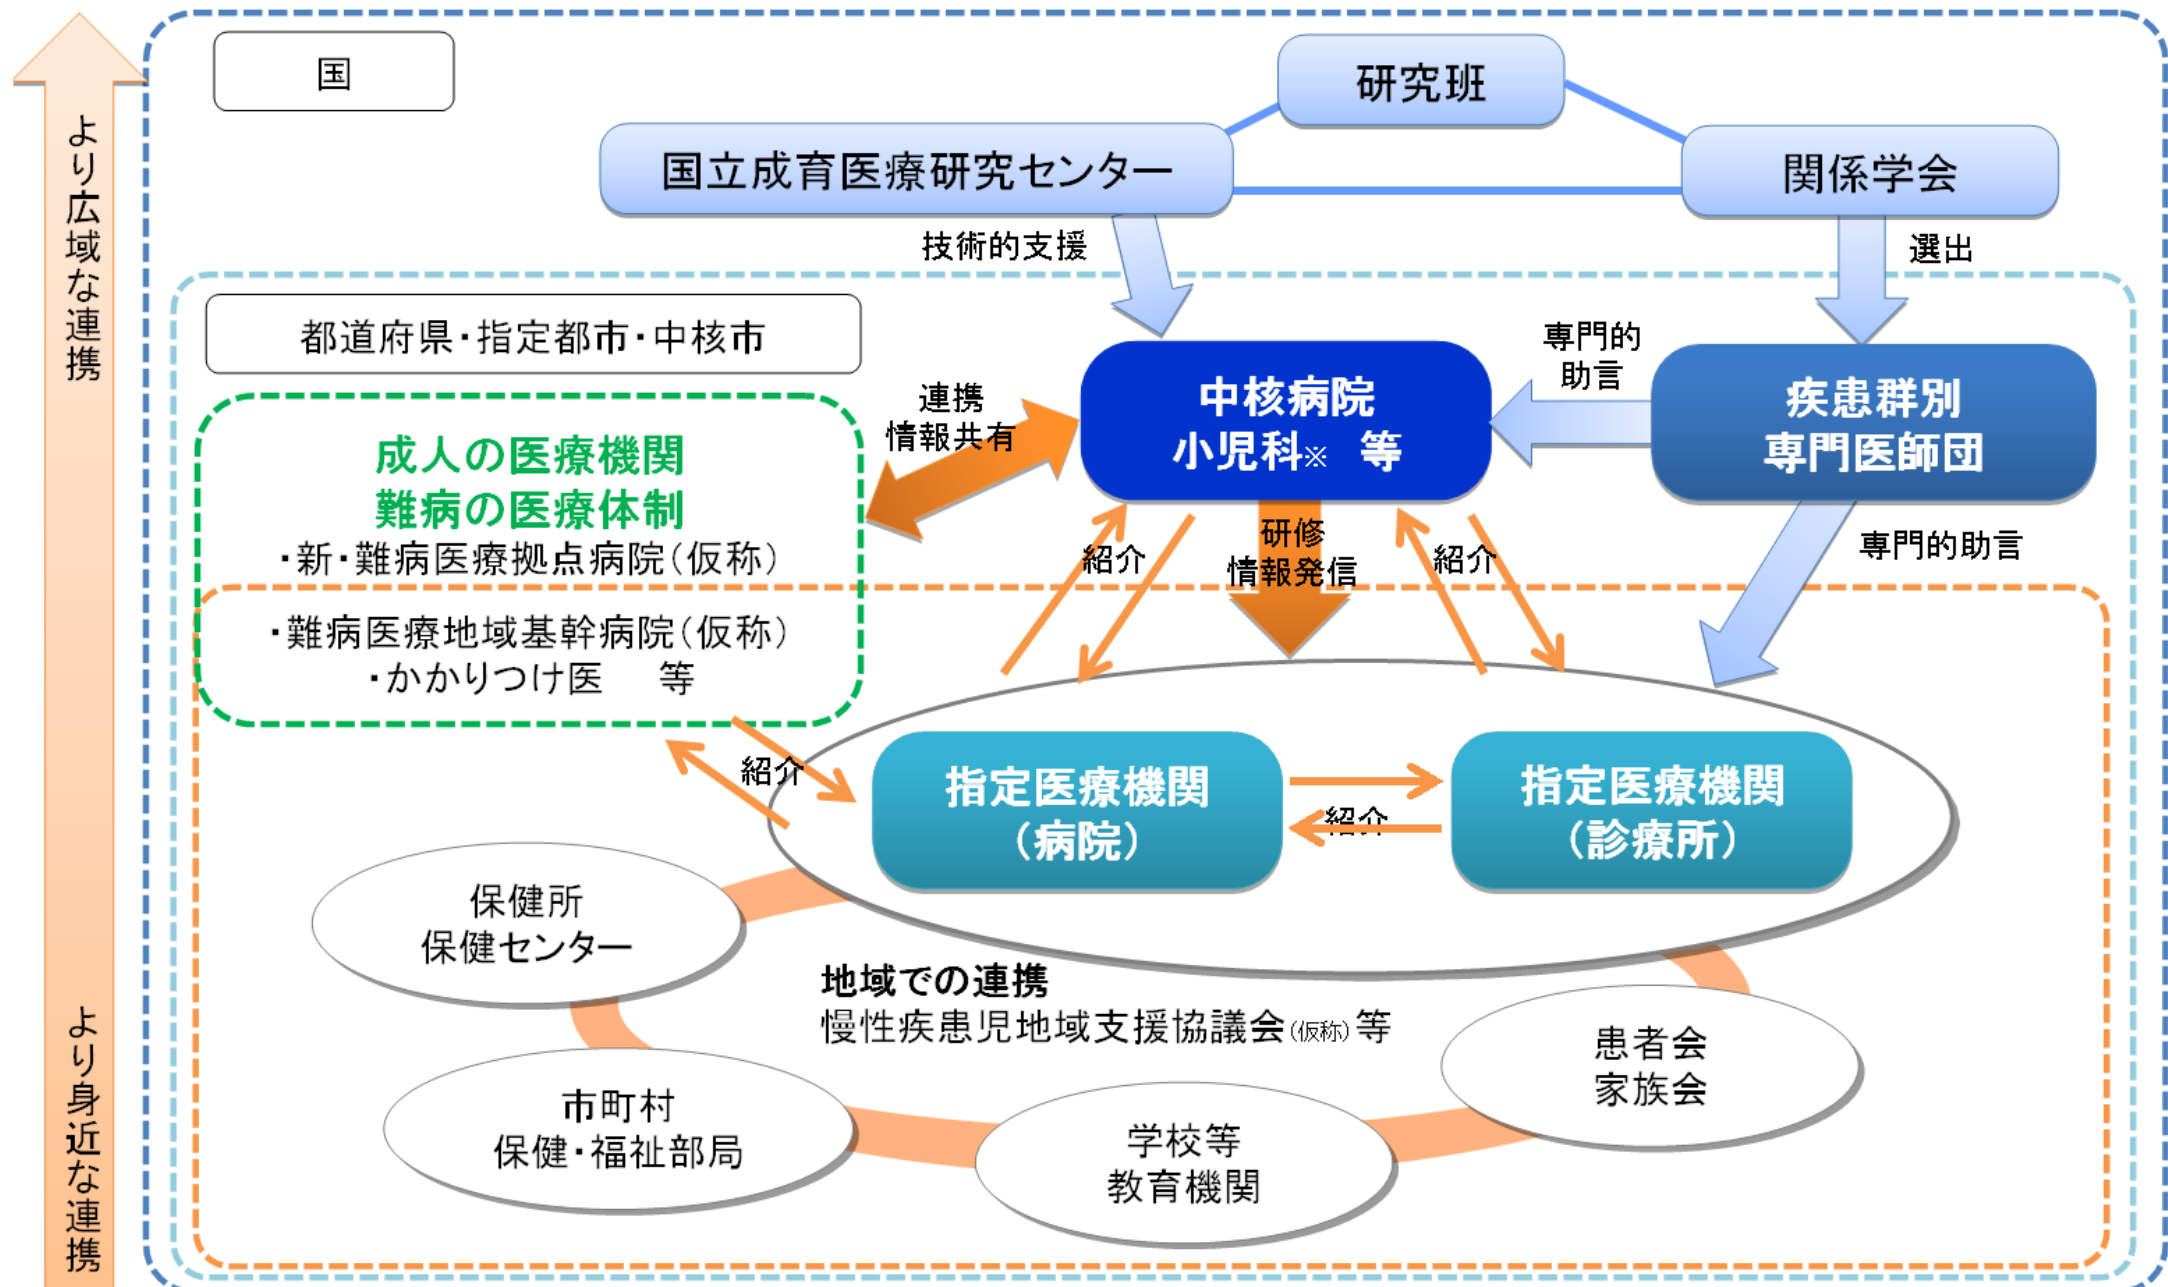 国
研究班
国立成育医療研究センター
関係学会
技術的支援
選出
より広域な連携
都道府県・指定都市・中核市
専門的
助言
中核病院
小児科※ 等
疾患群別
専門医師団
連携
情報共有
成人の医療機関
難病の医療体制
・新・難病医療拠点病院（仮称）
・難病医療地域基幹病院（仮称）
・かかりつけ医 等
紹介
研修
情報発信
紹介
専門的助言
紹介
指定医療機関
（病院）
紹介
指定医療機関
（診療所）
保健所
保健センター
地域での連携
慢性疾患児地域支援協議会（仮称）等
患者会
家族会
市町村
保健・福祉部局
学校等
教育機関
より身近な連携